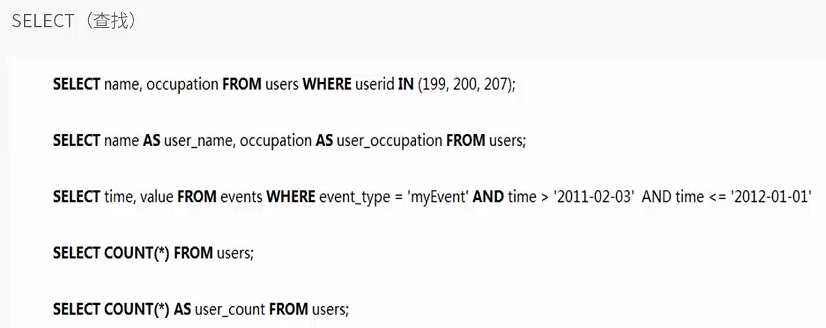 SELECT（查找）
SELECT name, occupation FROM users WHERE userid IN (199, 200, 207);
SELECT name AS user_name, occupation AS user_occupation FROM users;
SELECT time, value FROM events WHERE event_type = 'myEvent' AND time > '2011-02-03' AND time <= '2012-01-01'
SELECT COUNT(*) FROM users;
SELECT COUNT(*) AS user_count FROM users;